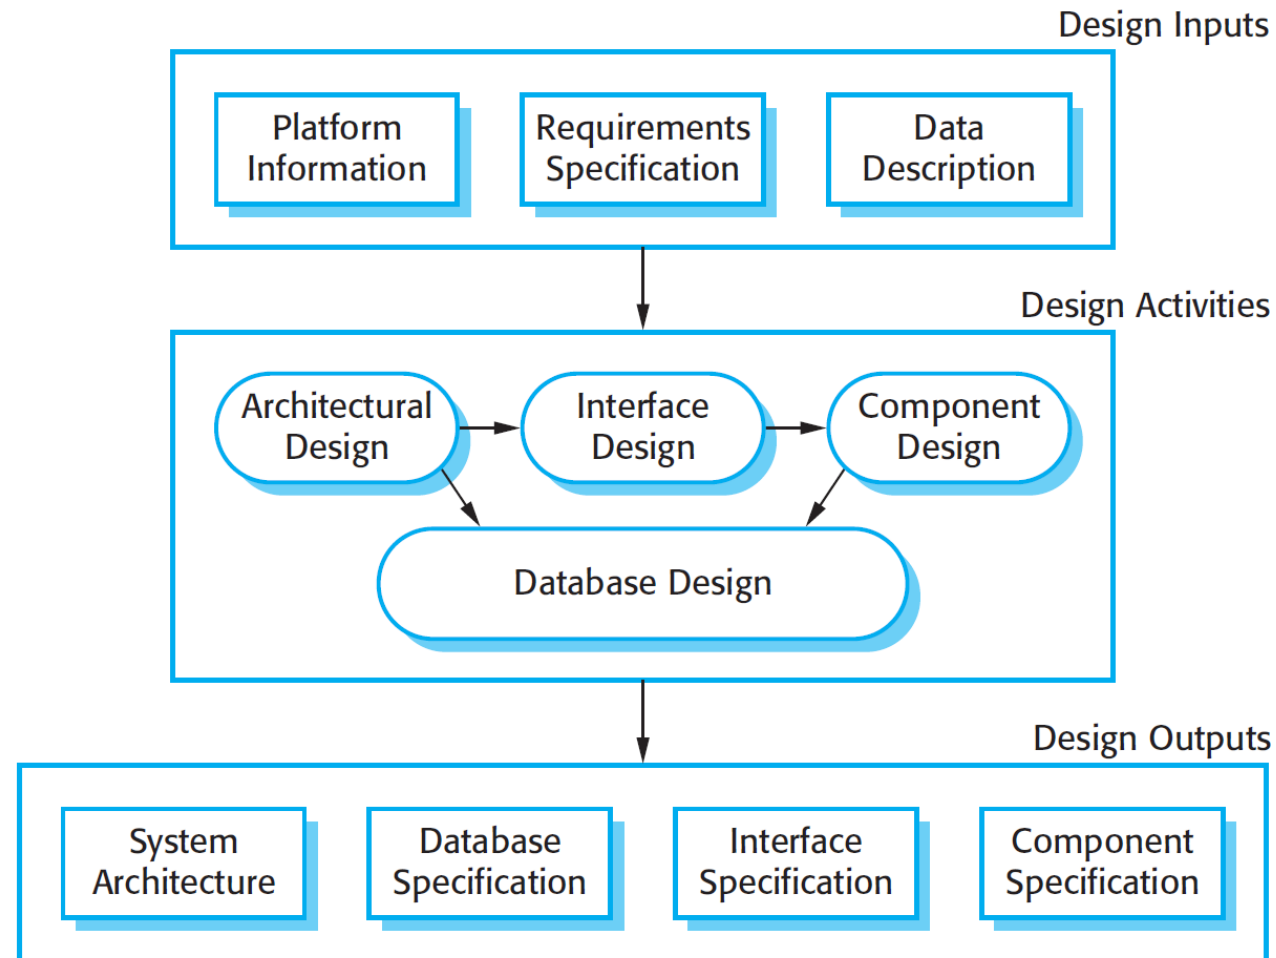 Design Inputs
Platform
Information
Requirements
Specification
Data
Description
Design Activities
Architectural
Design
Interface
Design
Component
Design
Database Design
Design Outputs
System
Architecture
Database
Specification
Interface
Specification
Component
Specification